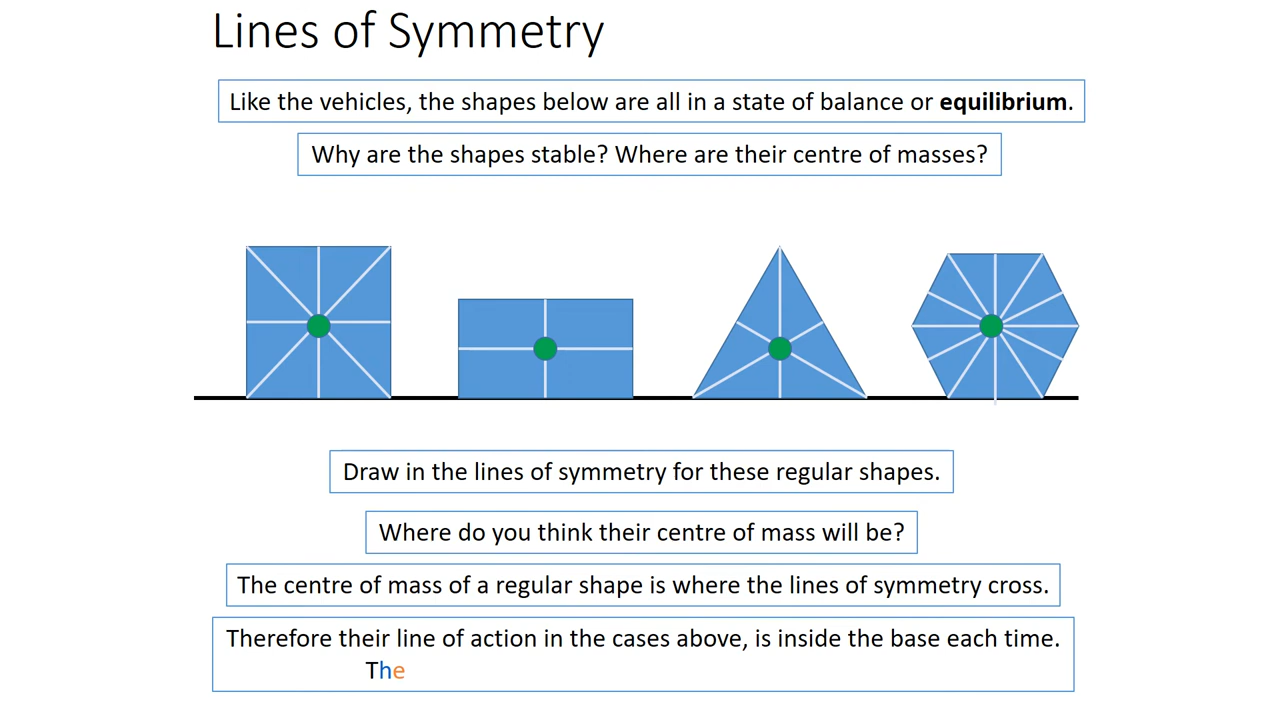 Lines of Symmetry
Like the vehicles, the shapes below are all in a state of balance or equilibrium.
Why are the shapes stable? Where are their centre of masses?
Draw in the lines of symmetry for these regular shapes.
Where do you think their centre of mass will be?
The centre of mass of a regular shape is where the lines of symmetry cross.
Therefore their line of action in the cases above, is inside the base each time.
The